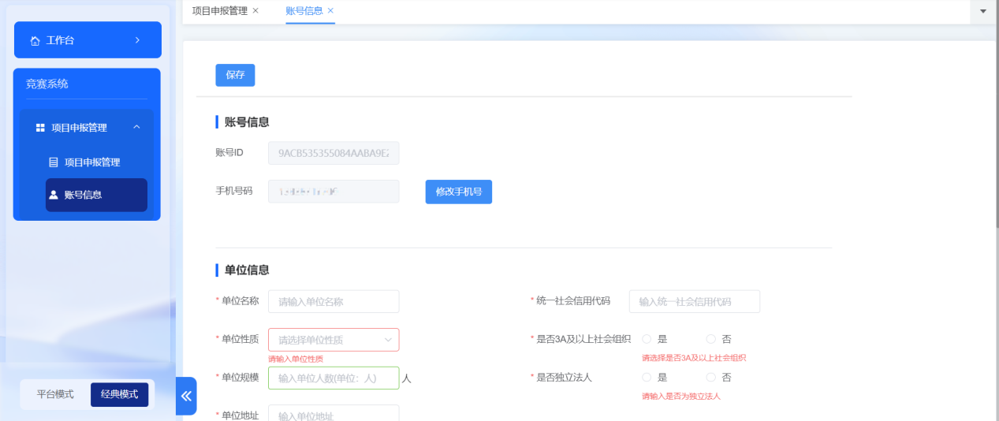 项目申报管理 × 账号信息 ×
工作台
保存
竞赛系统
账号信息
项目申报管理
账号ID 9ACB535355084AABA9E
项目申报管理
手机号码 修改手机号
账号信息
单位信息
* 单位名称 请输入单位名称 * 统一社会信用代码 输入统一社会信用代码
* 单位性质 请选择单位性质 * 是否3A及以上社会组织 是 否
请输入单位性质 请选择是否3A及以上社会组织
* 单位规模 输入单位人数(单位：人) 人 * 是否独立法人 是 否
平台模式 经典模式
请输入是否为独立法人
* 单位地址 输入单位地址